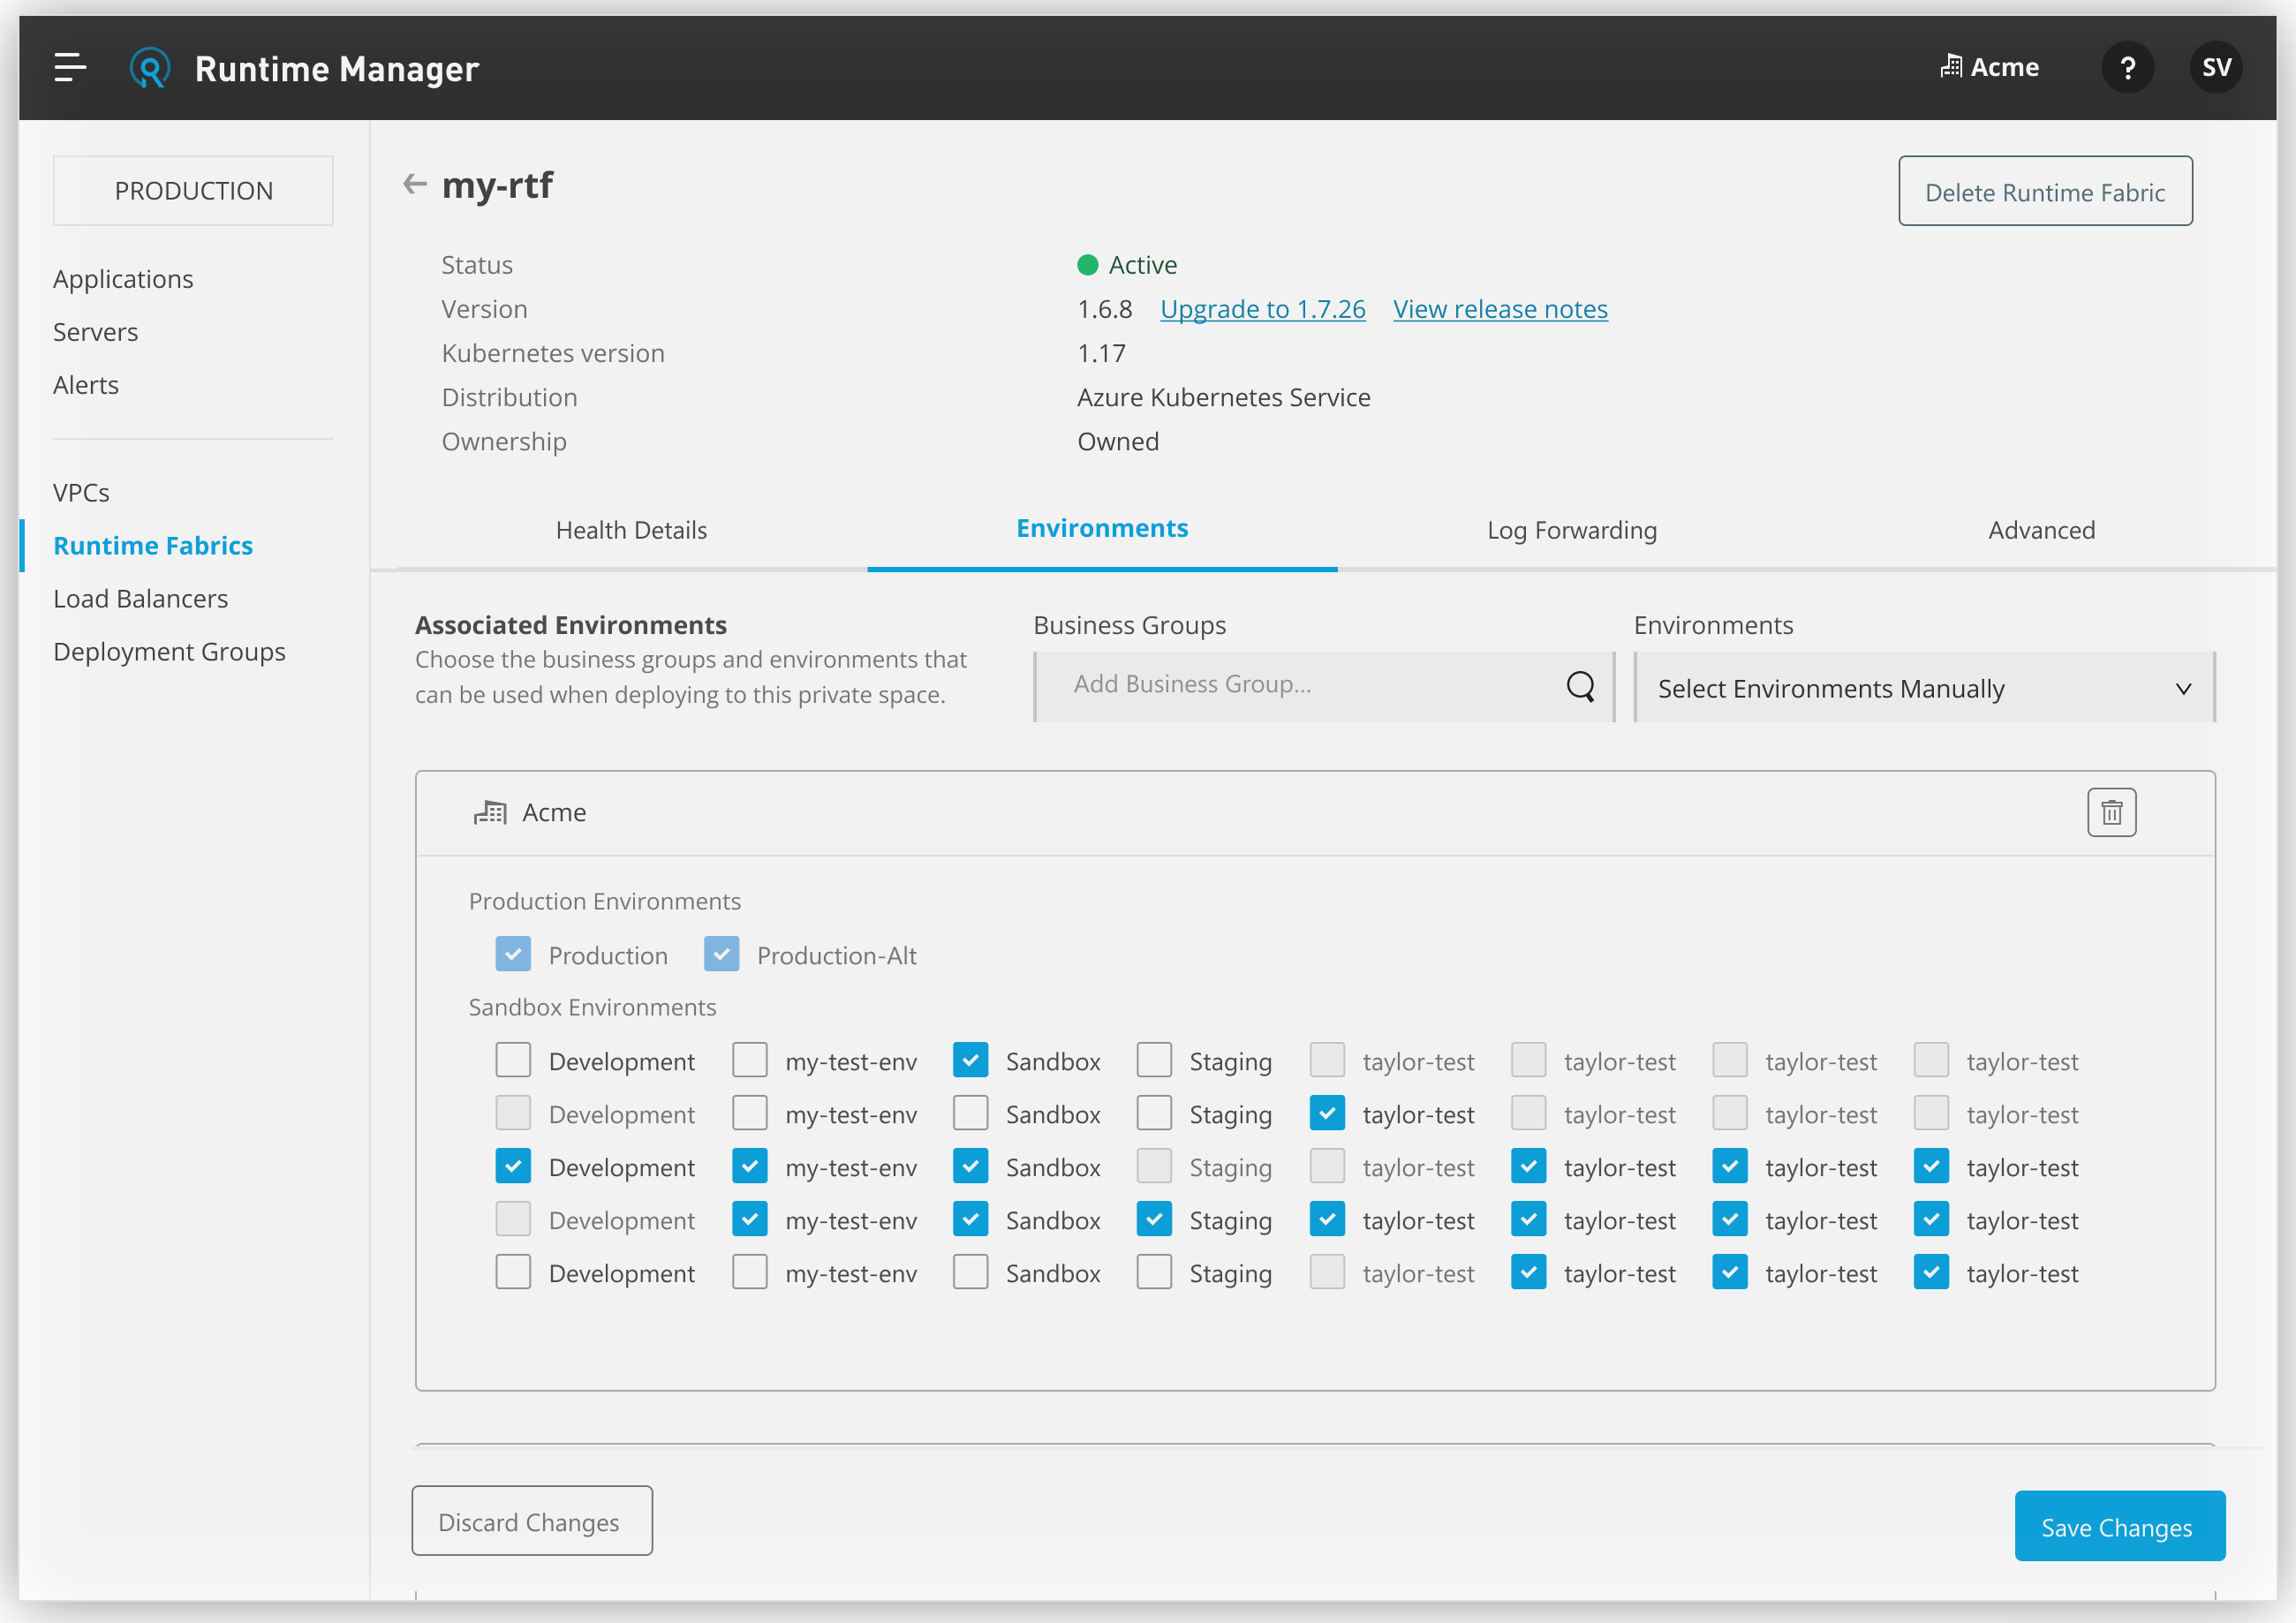 Runtime Manager
Acme
?
SV
PRODUCTION
Applications
Servers
Alerts
VPCs
Runtime Fabrics
Load Balancers
Deployment Groups
my-rtf
Delete Runtime Fabric
Status Active
Version 1.6.8 Upgrade to 1.7.26 View release notes
Kubernetes version 1.17
Distribution Azure Kubernetes Service
Ownership Owned
Health Details Environments Log Forwarding Advanced
Associated Environments
Choose the business groups and environments that
can be used when deploying to this private space.
Business Groups
Add Business Group...
Environments
Select Environments Manually
Acme
Production Environments
Production Production-Alt
Sandbox Environments
Development my-test-env Sandbox Staging taylor-test taylor-test taylor-test taylor-test
Development my-test-env Sandbox Staging taylor-test taylor-test taylor-test taylor-test
Development my-test-env Sandbox Staging taylor-test taylor-test taylor-test taylor-test
Development my-test-env Sandbox Staging taylor-test taylor-test taylor-test taylor-test
Development my-test-env Sandbox Staging taylor-test taylor-test taylor-test taylor-test
Discard Changes
Save Changes